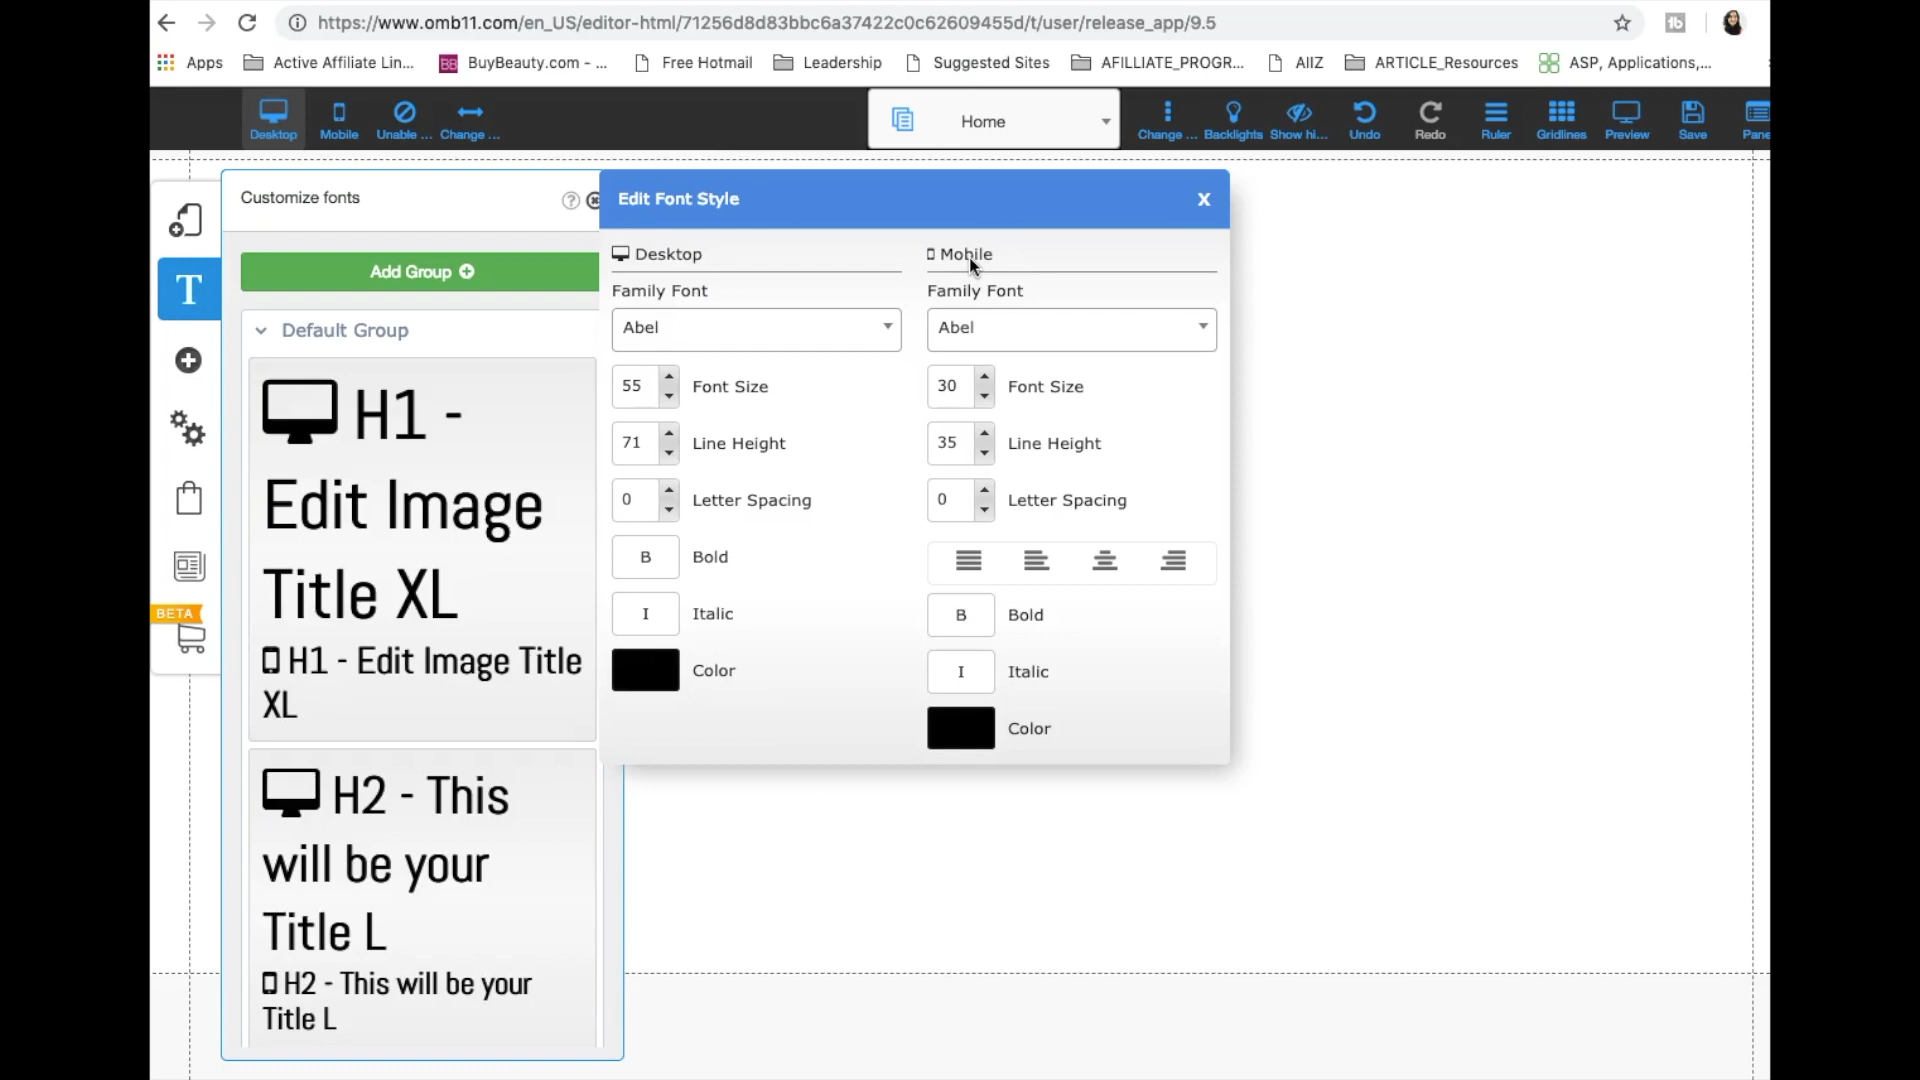 https://www.omb11.com/en_US/editor-html/71256d8d83bbc6a37422c0c62609455d/t/user/release_app/9.5
Apps Active Affiliate Lin... BB BuyBeauty.com - ... Free Hotmail Leadership Suggested Sites AFILLIATE_PROGR... AIIZ ARTICLE_Resources ASP, Applications,...
Desktop Mobile Unable ... Change ... Home Change ... Backlights Show hi... Undo Redo Ruler Gridlines Preview Save Pane
Customize fonts
Add Group
Default Group
H1 -
Edit Image
Title XL
H1 - Edit Image Title
XL
H2 - This
will be your
Title L
H2 - This will be your
Title L
T
BETA
Edit Font Style X
Desktop
Family Font
Abel
55 Font Size
71 Line Height
0 Letter Spacing
B Bold
I Italic
Color
Mobile
Family Font
Abel
30 Font Size
35 Line Height
0 Letter Spacing
B Bold
I Italic
Color